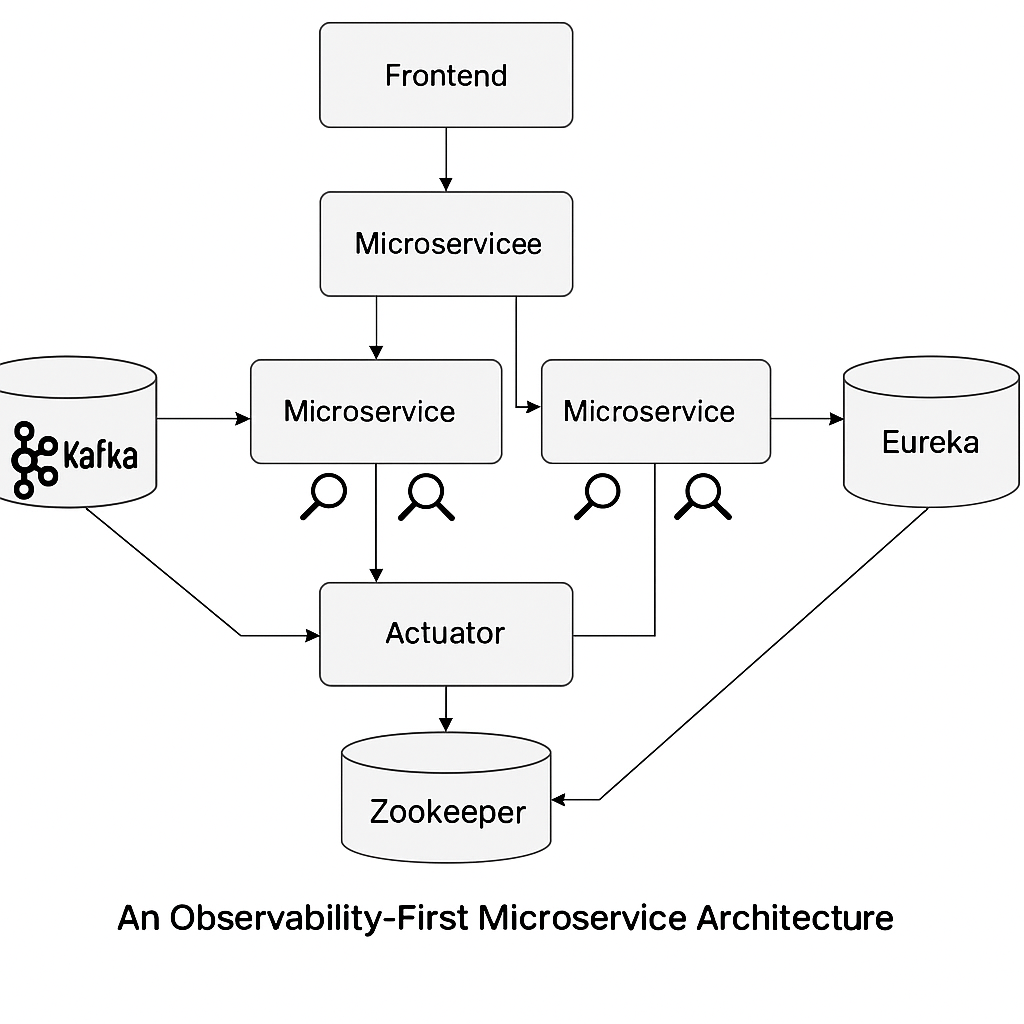 Frontend
Microservicee
Kafka
Microservice
Microservice
Eureka
Actuator
Zookeeper
An Observability-First Microservice Architecture